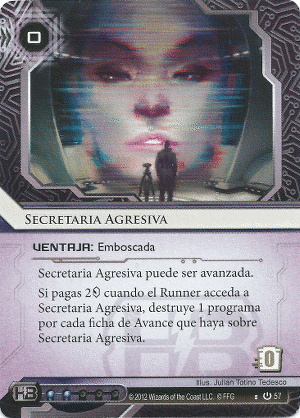 0
SECRETARIA AGRESIVA
VENTAJA: Emboscada
Secretaria Agresiva puede ser avanzada.
Si pagas 2 cuando el Runner acceda a
Secretaria Agresiva, destruye 1 programa
por cada ficha de Avance que haya sobre
Secretaria Agresiva.
0
Illus. Julian Totino Tedesco
HB
© 2012 Wizards of the Coast LLC. © FFG
57